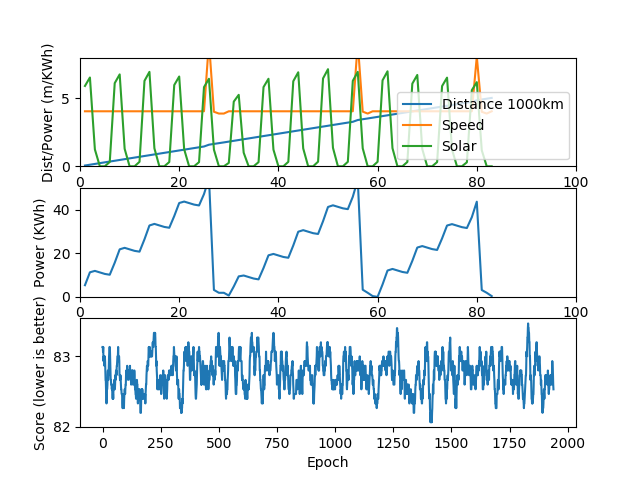 Dist/Power (m/KWh)
5
0
Distance 1000km
Speed
Solar
0 20 40 60 80 100
Power (KWh)
40
20
0
0 20 40 60 80 100
Score (lower is better)
83
82
0 250 500 750 1000 1250 1500 1750 2000
Epoch